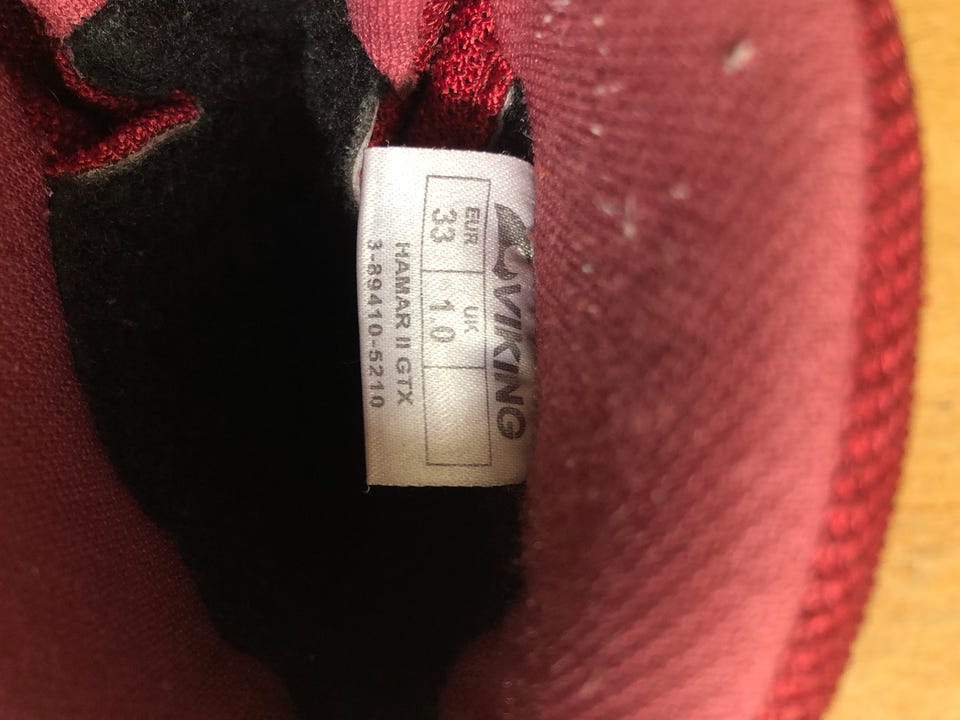 VIKING
EUR UK
33 1.0
HAMAR II GTX
3-89410-5210